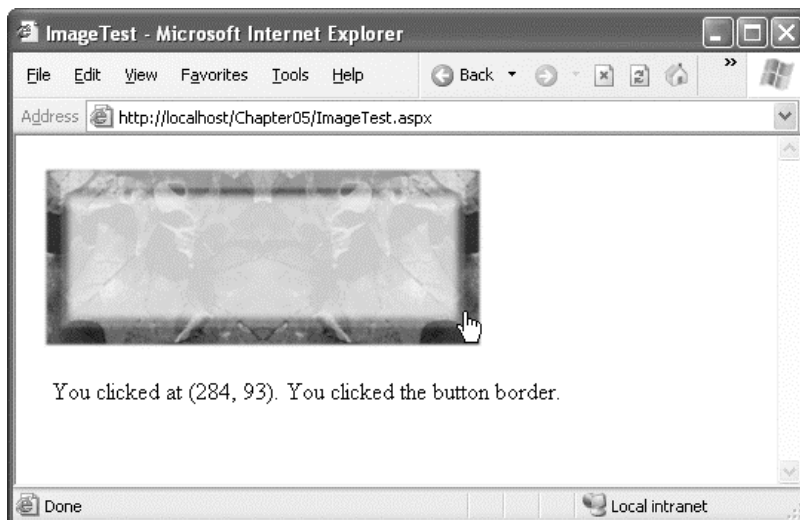 ImageTest - Microsoft Internet Explorer
File Edit View Favorites Tools Help Back »
Address http://localhost/Chapter05/ImageTest.aspx
You clicked at (284, 93). You clicked the button border.
Done Local intranet